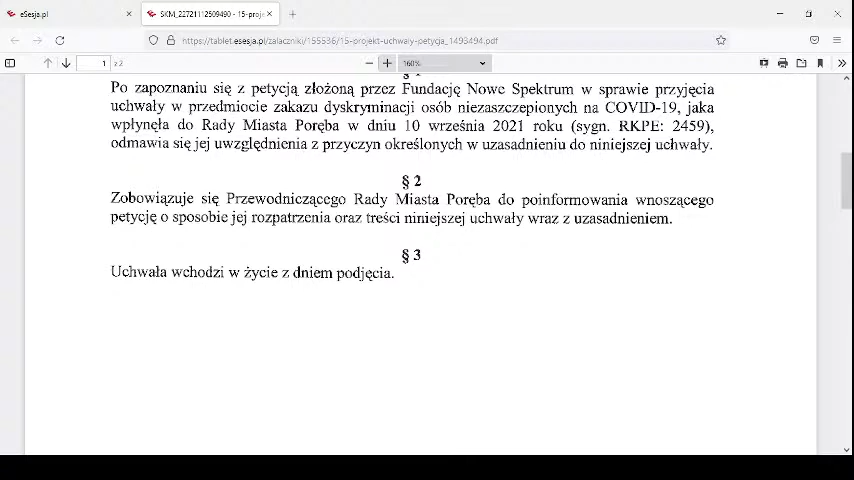 eSesja.pl
SKM_22721112509490 - 15-proje
https://tablet.esesja.pl/zalaczniki/155536/15-projekt-uchwaly-petycja_1493494.pdf
1 z 2
160%
§ 1
Po zapoznaniu się z petycją złożoną przez Fundację Nowe Spektrum w sprawie przyjęcia
uchwały w przedmiocie zakazu dyskryminacji osób niezaszczepionych na COVID-19, jaka
wpłynęła do Rady Miasta Poręba w dniu 10 września 2021 roku (sygn. RKPE: 2459),
odmawia się jej uwzględnienia z przyczyn określonych w uzasadnieniu do niniejszej uchwały.
§ 2
Zobowiązuje się Przewodniczącego Rady Miasta Poręba do poinformowania wnoszącego
petycję o sposobie jej rozpatrzenia oraz treści niniejszej uchwały wraz z uzasadnieniem.
§ 3
Uchwała wchodzi w życie z dniem podjęcia.